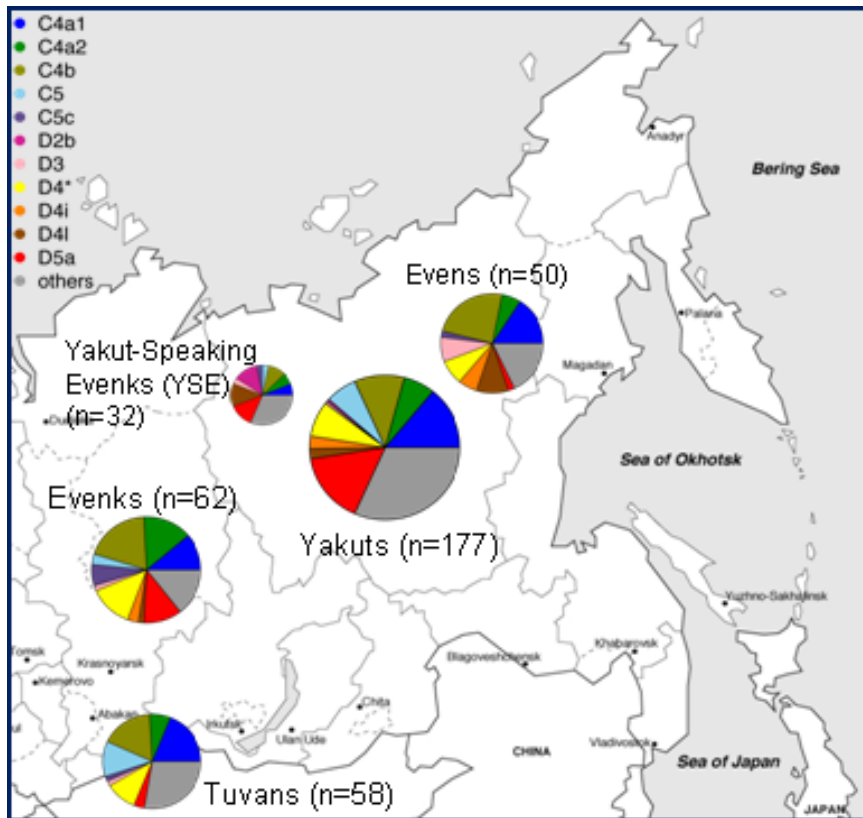 C4a1
C4a2
C4b
C5
C5c
D2b
D3
D4*
D4i
D4l
D5a
others
Anadyr
Bering Sea
Evens (n=50)
Palana
Yakut-Speaking
Evenks (YSE)
(n=32)
Magadan
Sea of Okhotsk
Evenks (n=62)
Yakuts (n=177)
Yuzhno-Sakhalinsk
Tomsk
Krasnoyarsk
Kemerovo
Blagoveshchensk
Khabarovsk
Abakan
Irkutsk
Chita
Ulan Ude
CHINA
Vladivostok
Sea of Japan
Tuvans (n=58)
JAPAN